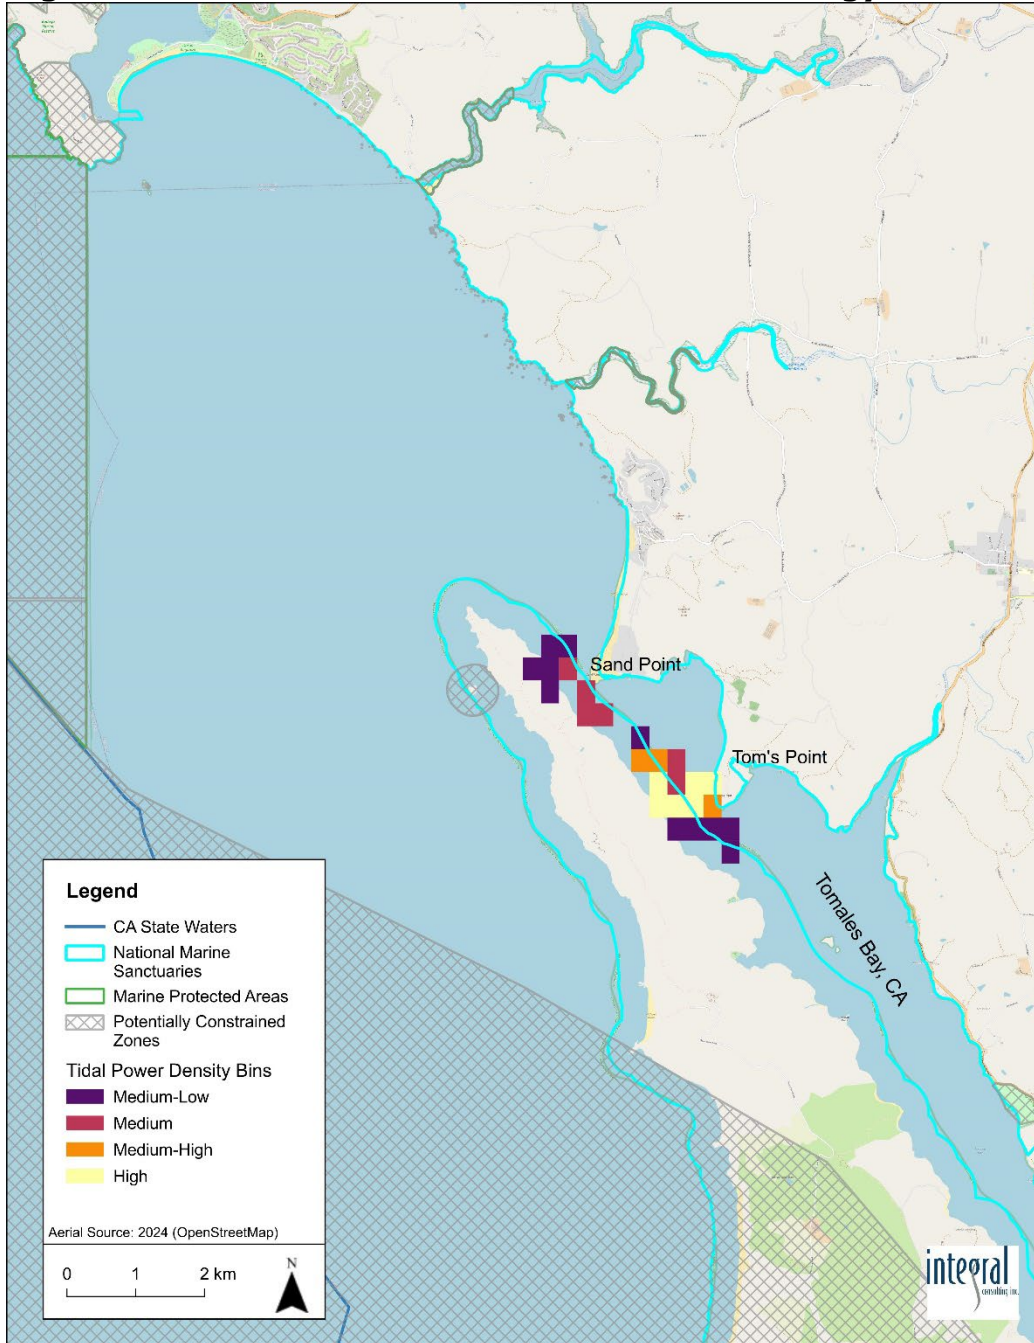 Sand Point
Tom's Point
Tomales Bay, CA
Legend
CA State Waters
National Marine
Sanctuaries
Marine Protected Areas
Potentially Constrained
Zones
Tidal Power Density Bins
Medium-Low
Medium
Medium-High
High
Aerial Source: 2024 (OpenStreetMap)
0 1 2 km
N
integral
consulting inc.